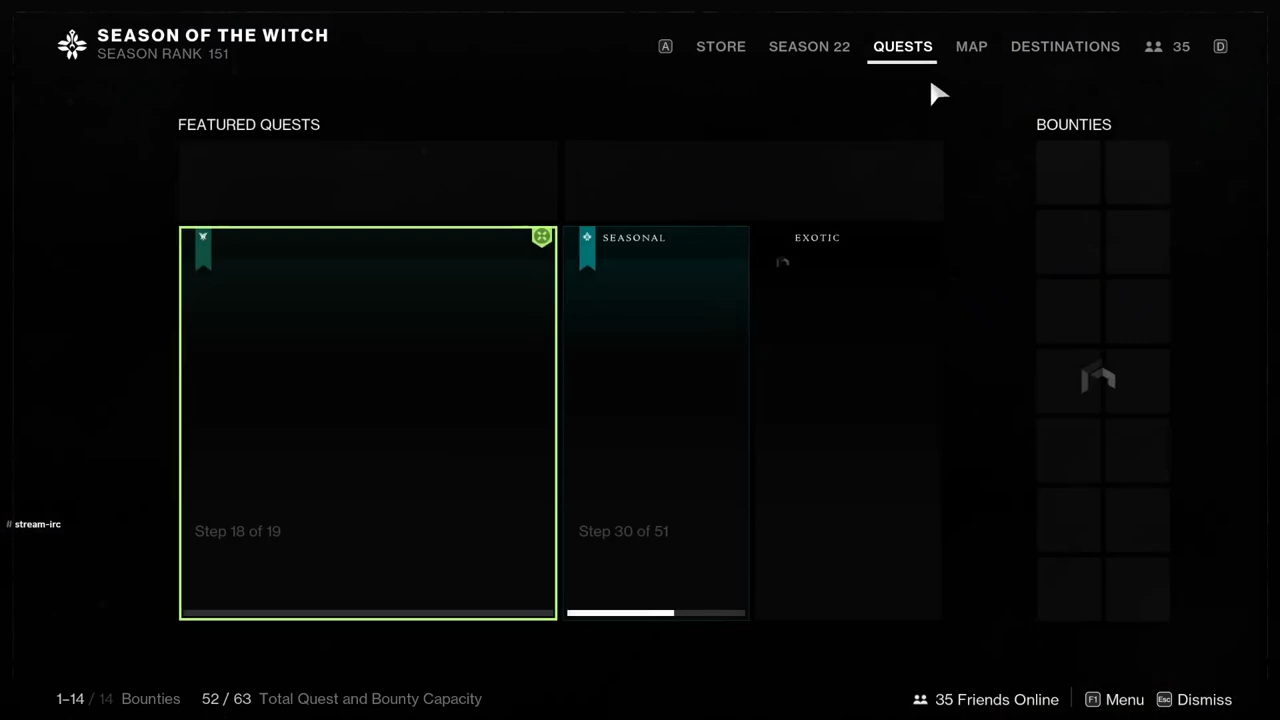 SEASON OF THE WITCH
SEASON RANK 151
A STORE SEASON 22 QUESTS MAP DESTINATIONS 35 D
FEATURED QUESTS
BOUNTIES
SEASONAL
EXOTIC
# stream-irc
Step 18 of 19
Step 30 of 51
1–14 / 14 Bounties 52 / 63 Total Quest and Bounty Capacity
35 Friends Online F1 Menu Esc Dismiss